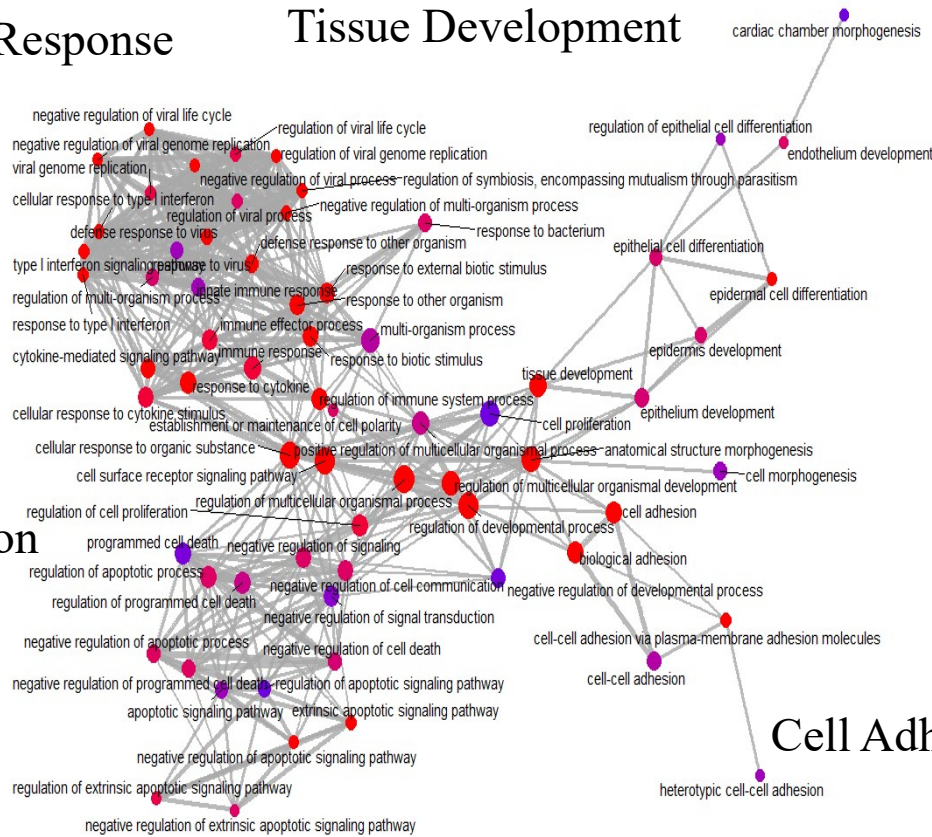 Response
Tissue Development
cardiac chamber morphogenesis
negative regulation of viral life cycle
regulation of viral life cycle
regulation of epithelial cell differentiation
negative regulation of viral genome replication
regulation of viral genome replication
endothelium development
viral genome replication
negative regulation of viral process
regulation of symbiosis, encompassing mutualism through parasitism
cellular response to type I interferon
negative regulation of multi-organism process
regulation of viral process
response to bacterium
defense response to virus
defense response to other organism
epithelial cell differentiation
type I interferon signaling pathway
response to virus
response to external biotic stimulus
epidermal cell differentiation
regulation of multi-organism process
innate immune response
response to other organism
response to type I interferon
immune effector process
multi-organism process
epidermis development
cytokine-mediated signaling pathway
immune response
response to biotic stimulus
tissue development
response to cytokine
regulation of immune system process
cellular response to cytokine stimulus
epithelium development
establishment or maintenance of cell polarity
cell proliferation
cellular response to organic substance
positive regulation of multicellular organismal process
anatomical structure morphogenesis
cell surface receptor signaling pathway
cell morphogenesis
regulation of multicellular organismal development
regulation of multicellular organismal process
regulation of cell proliferation
cell adhesion
regulation of developmental process
on
programmed cell death
negative regulation of signaling
biological adhesion
regulation of apoptotic process
negative regulation of cell communication
negative regulation of developmental process
regulation of programmed cell death
negative regulation of signal transduction
negative regulation of apoptotic process
negative regulation of cell death
cell-cell adhesion via plasma-membrane adhesion molecules
cell-cell adhesion
negative regulation of programmed cell death
regulation of apoptotic signaling pathway
apoptotic signaling pathway
extrinsic apoptotic signaling pathway
Cell Adh
negative regulation of apoptotic signaling pathway
regulation of extrinsic apoptotic signaling pathway
heterotypic cell-cell adhesion
negative regulation of extrinsic apoptotic signaling pathway